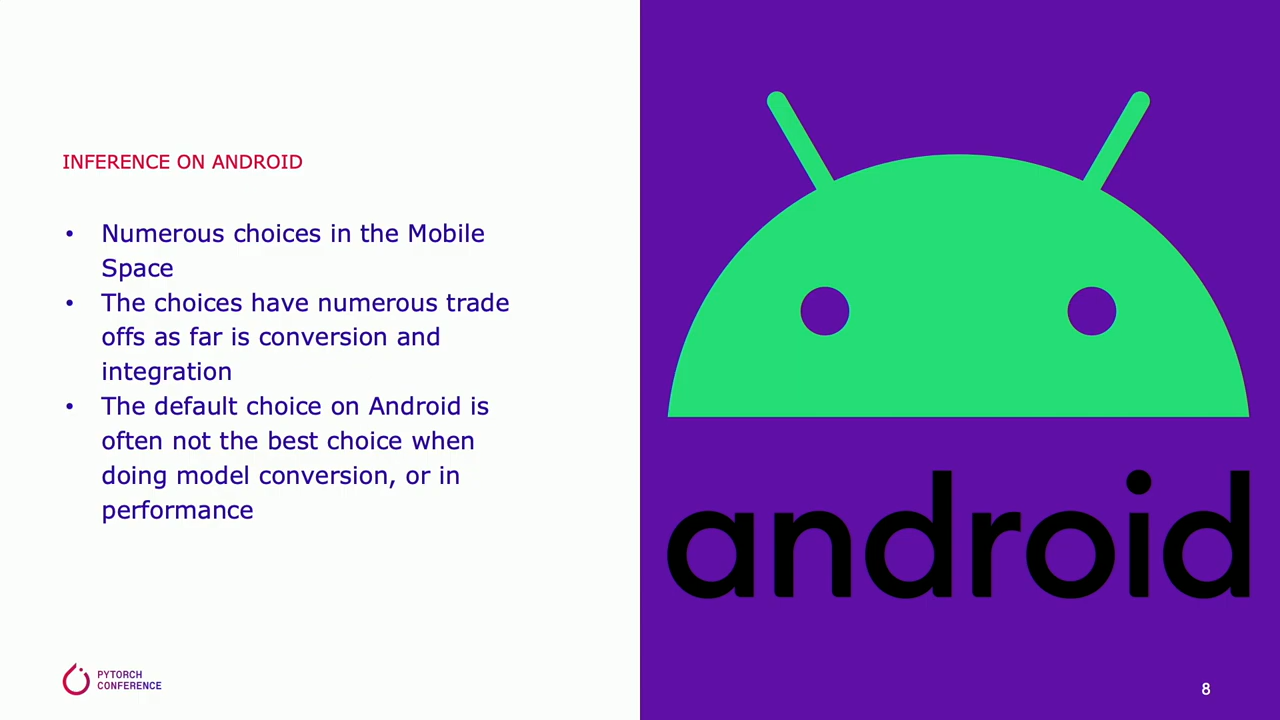 INFERENCE ON ANDROID
• Numerous choices in the Mobile
Space
• The choices have numerous trade
offs as far is conversion and
integration
• The default choice on Android is
often not the best choice when
doing model conversion, or in
performance
android
PYTORCH
CONFERENCE
8